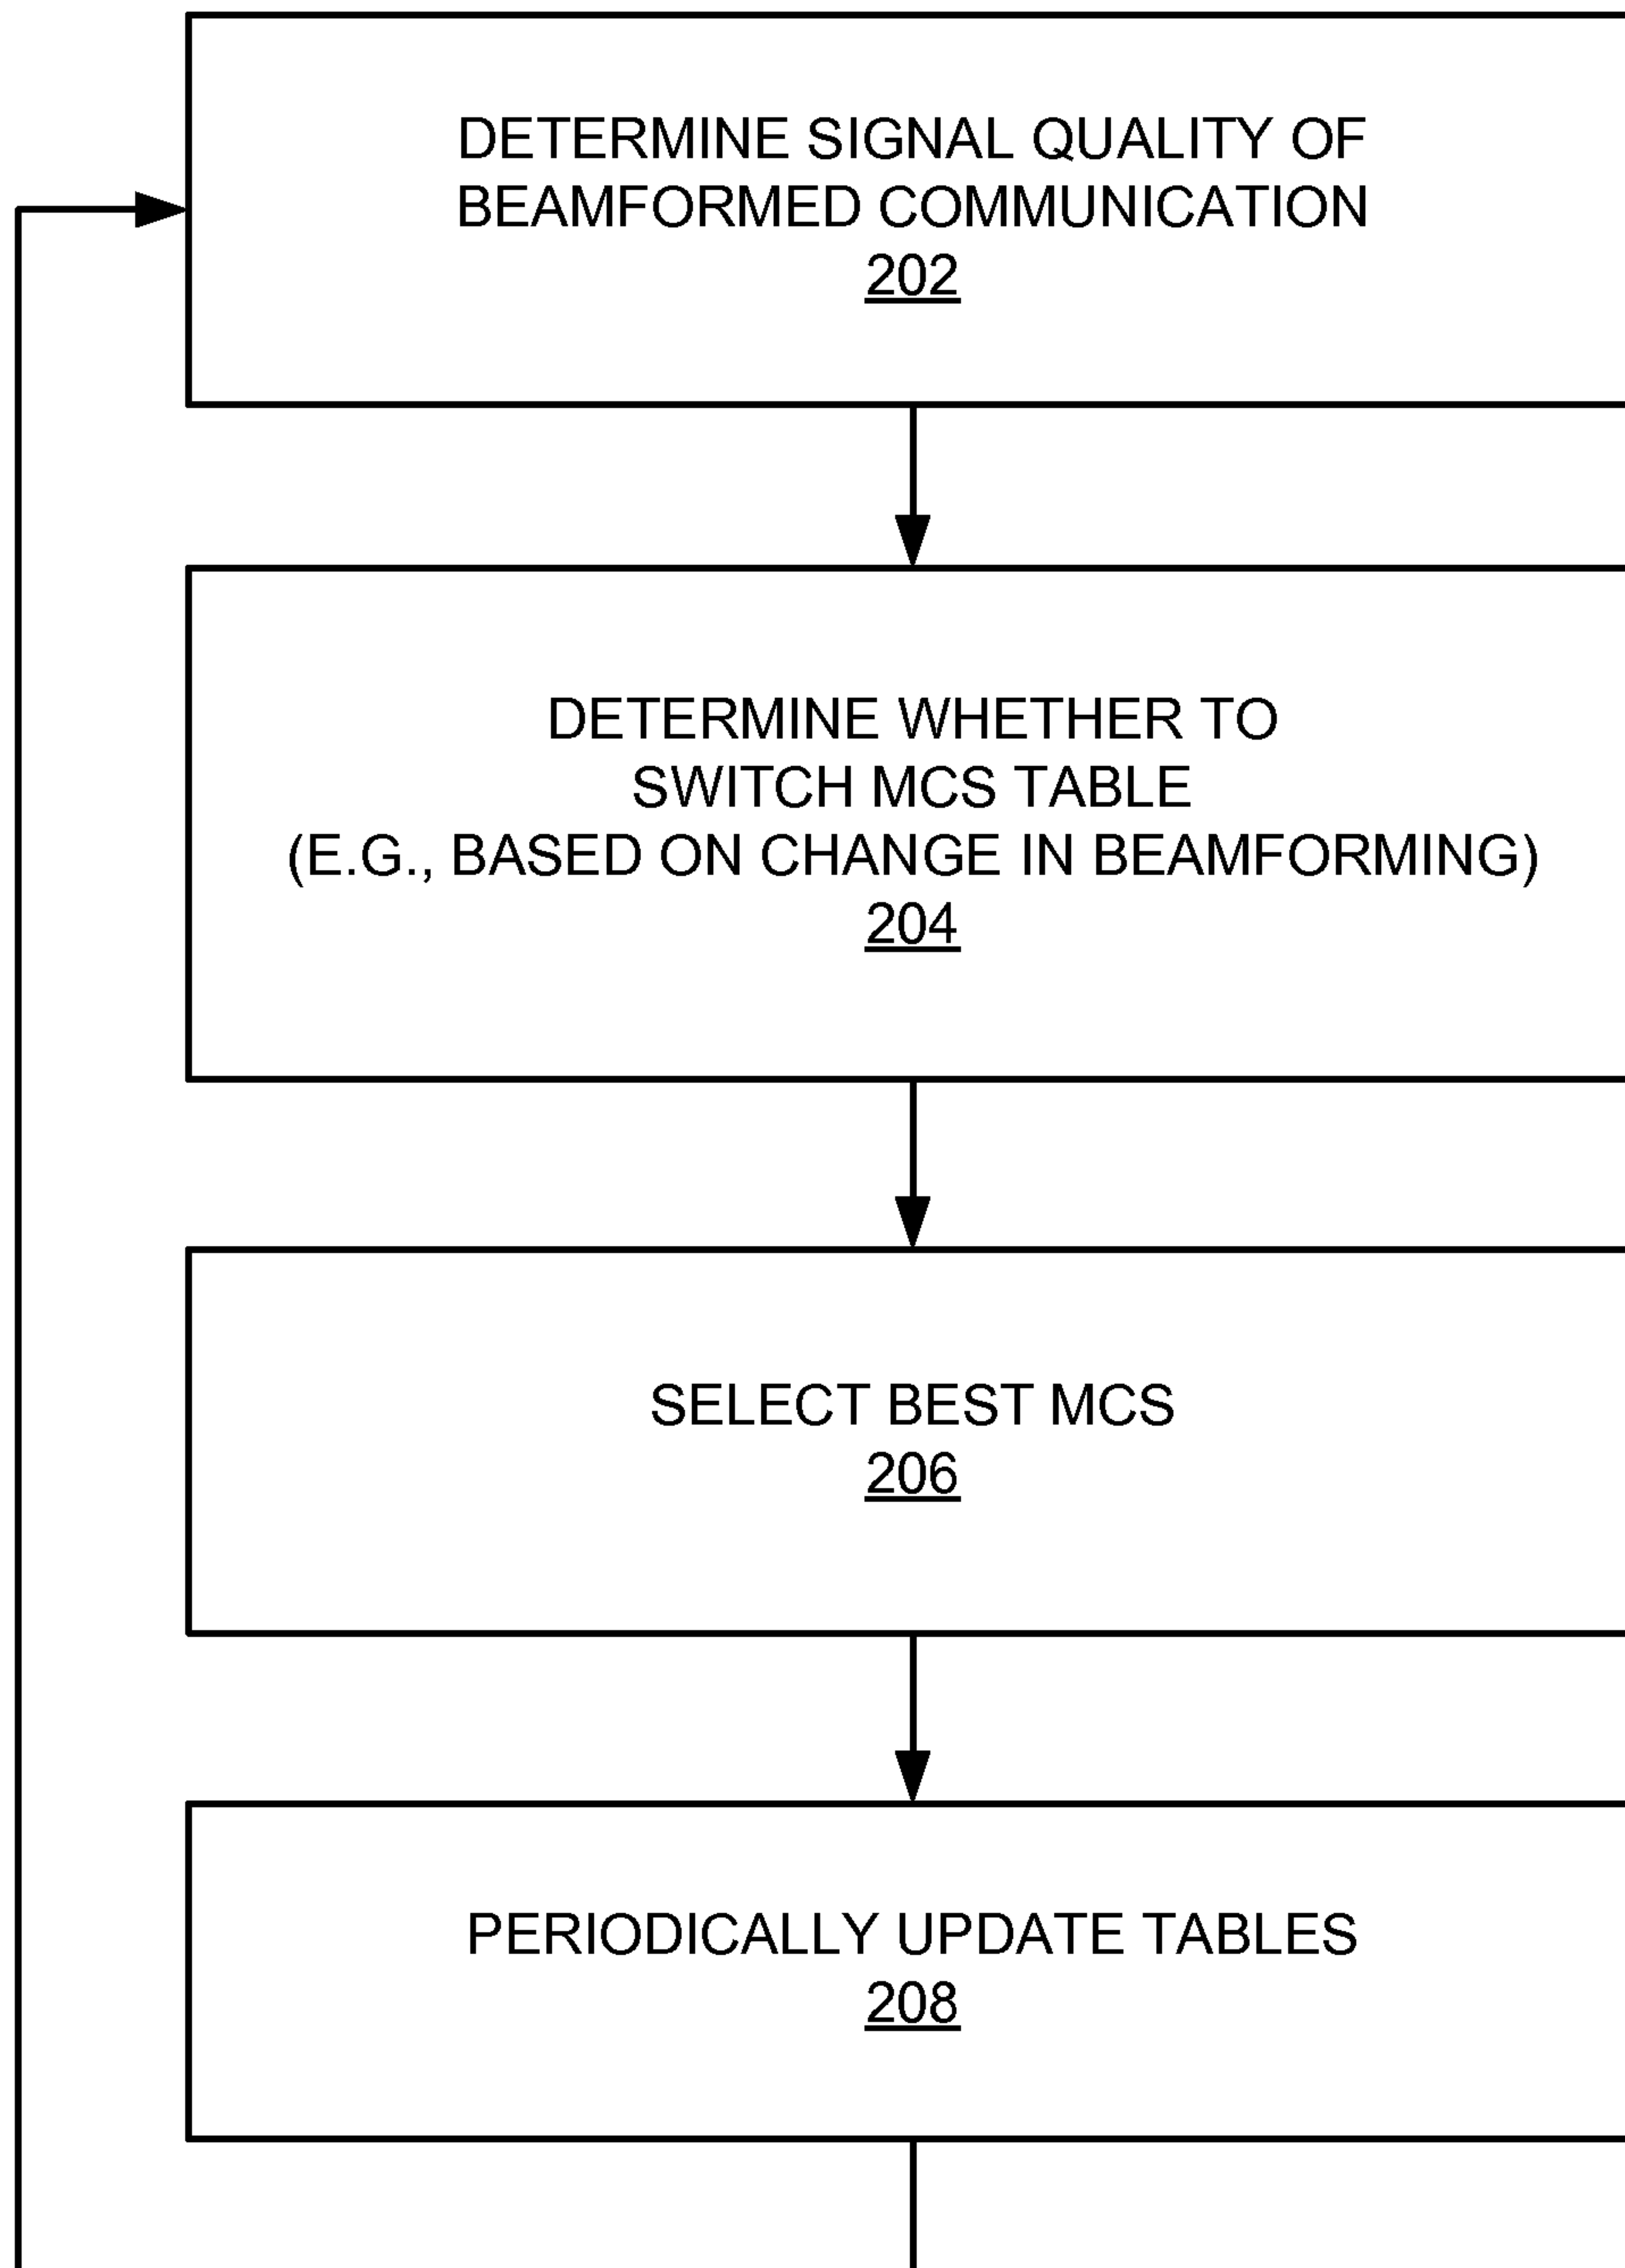 DETERMINE SIGNAL QUALITY OF
BEAMFORMED COMMUNICATION
202
DETERMINE WHETHER TO
SWITCH MCS TABLE
(E.G., BASED ON CHANGE IN BEAMFORMING)
204
SELECT BEST MCS
206
PERIODICALLY UPDATE TABLES
208